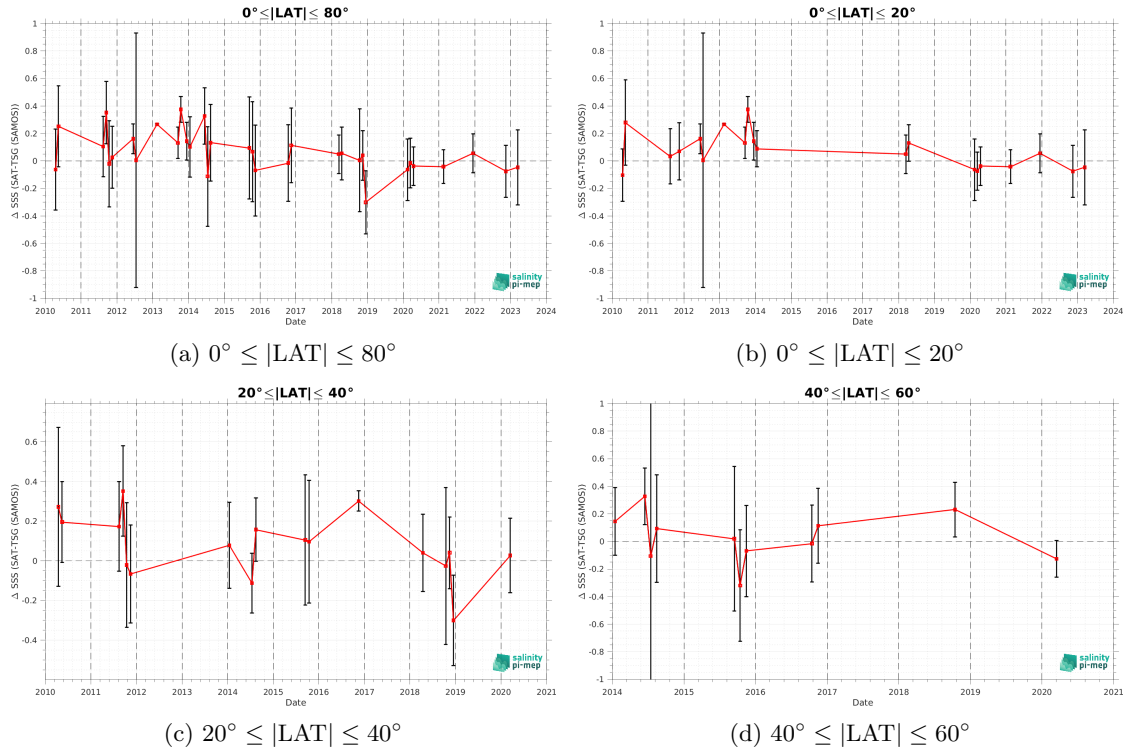 0°≤|LAT|≤ 80°
Δ SSS (SAT-TSG (SAMOS))
1
0.8
0.6
0.4
0.2
0
-0.2
-0.4
-0.6
-0.8
-1
2010 2011 2012 2013 2014 2015 2016 2017 2018 2019 2020 2021 2022 2023 2024
Date
salinity
pi-mep
(a) 0° ≤ |LAT| ≤ 80°
0°≤|LAT|≤ 20°
Δ SSS (SAT-TSG (SAMOS))
1
0.8
0.6
0.4
0.2
0
-0.2
-0.4
-0.6
-0.8
-1
2010 2011 2012 2013 2014 2015 2016 2017 2018 2019 2020 2021 2022 2023 2024
Date
salinity
pi-mep
(b) 0° ≤ |LAT| ≤ 20°
20°≤|LAT|≤ 40°
Δ SSS (SAT-TSG (SAMOS))
0.6
0.4
0.2
0
-0.2
-0.4
2010 2011 2012 2013 2014 2015 2016 2017 2018 2019 2020 2021
Date
salinity
pi-mep
(c) 20° ≤ |LAT| ≤ 40°
40°≤|LAT|≤ 60°
Δ SSS (SAT-TSG (SAMOS))
1
0.8
0.6
0.4
0.2
0
-0.2
-0.4
-0.6
-0.8
-1
2014 2015 2016 2017 2018 2019 2020 2021
Date
salinity
pi-mep
(d) 40° ≤ |LAT| ≤ 60°